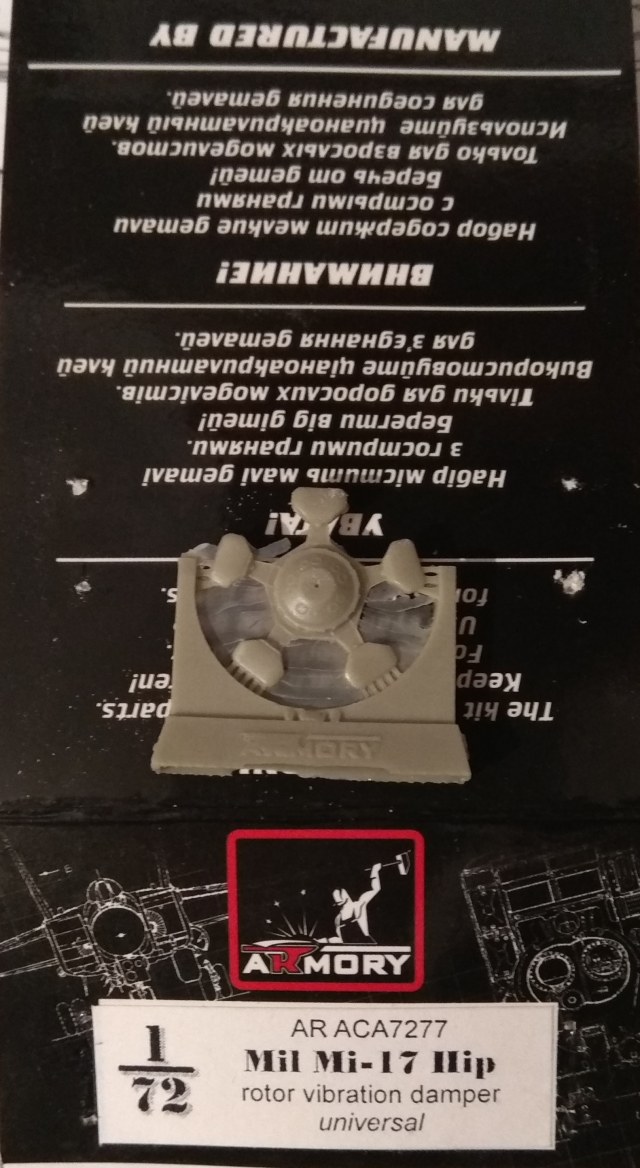 The kit parts.
Keep
УВАГА!
Набір містить малі деталі
з гострими гранями.
Берегти від дітей!
Тільки для дорослих моделістів.
Використовуйте ціаноакрилатний клей
для з'єднання деталей.
ВНИМАНИЕ!
Набор содержит мелкие детали
с острыми гранями
Беречь от детей!
Только для взрослых моделистов.
Используйте цианоакрилатный клей
для соединения деталей.
MANUFACTURED BY
ARMORY
ARMORY
1/72
AR ACA7277
Mil Mi-17 Hip
rotor vibration damper
universal